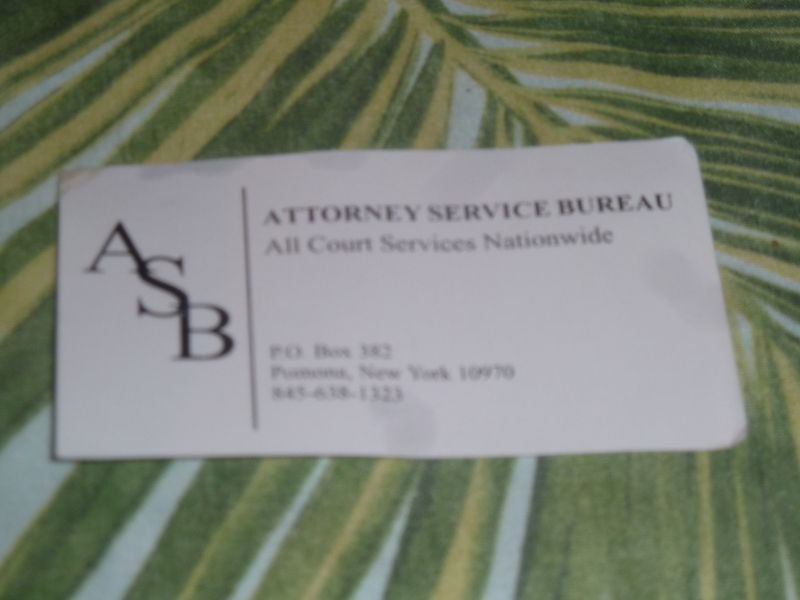 ASB
ATTORNEY SERVICE BUREAU
All Court Services Nationwide
P.O. Box 382
Pomona, New York 10970
845-638-1323